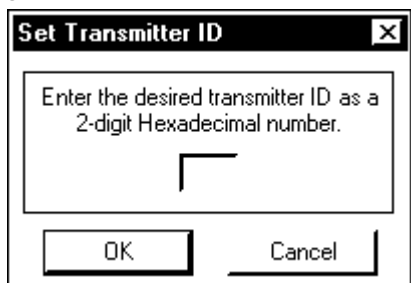 Set Transmitter ID
Enter the desired transmitter ID as a
2-digit Hexadecimal number.
OK Cancel